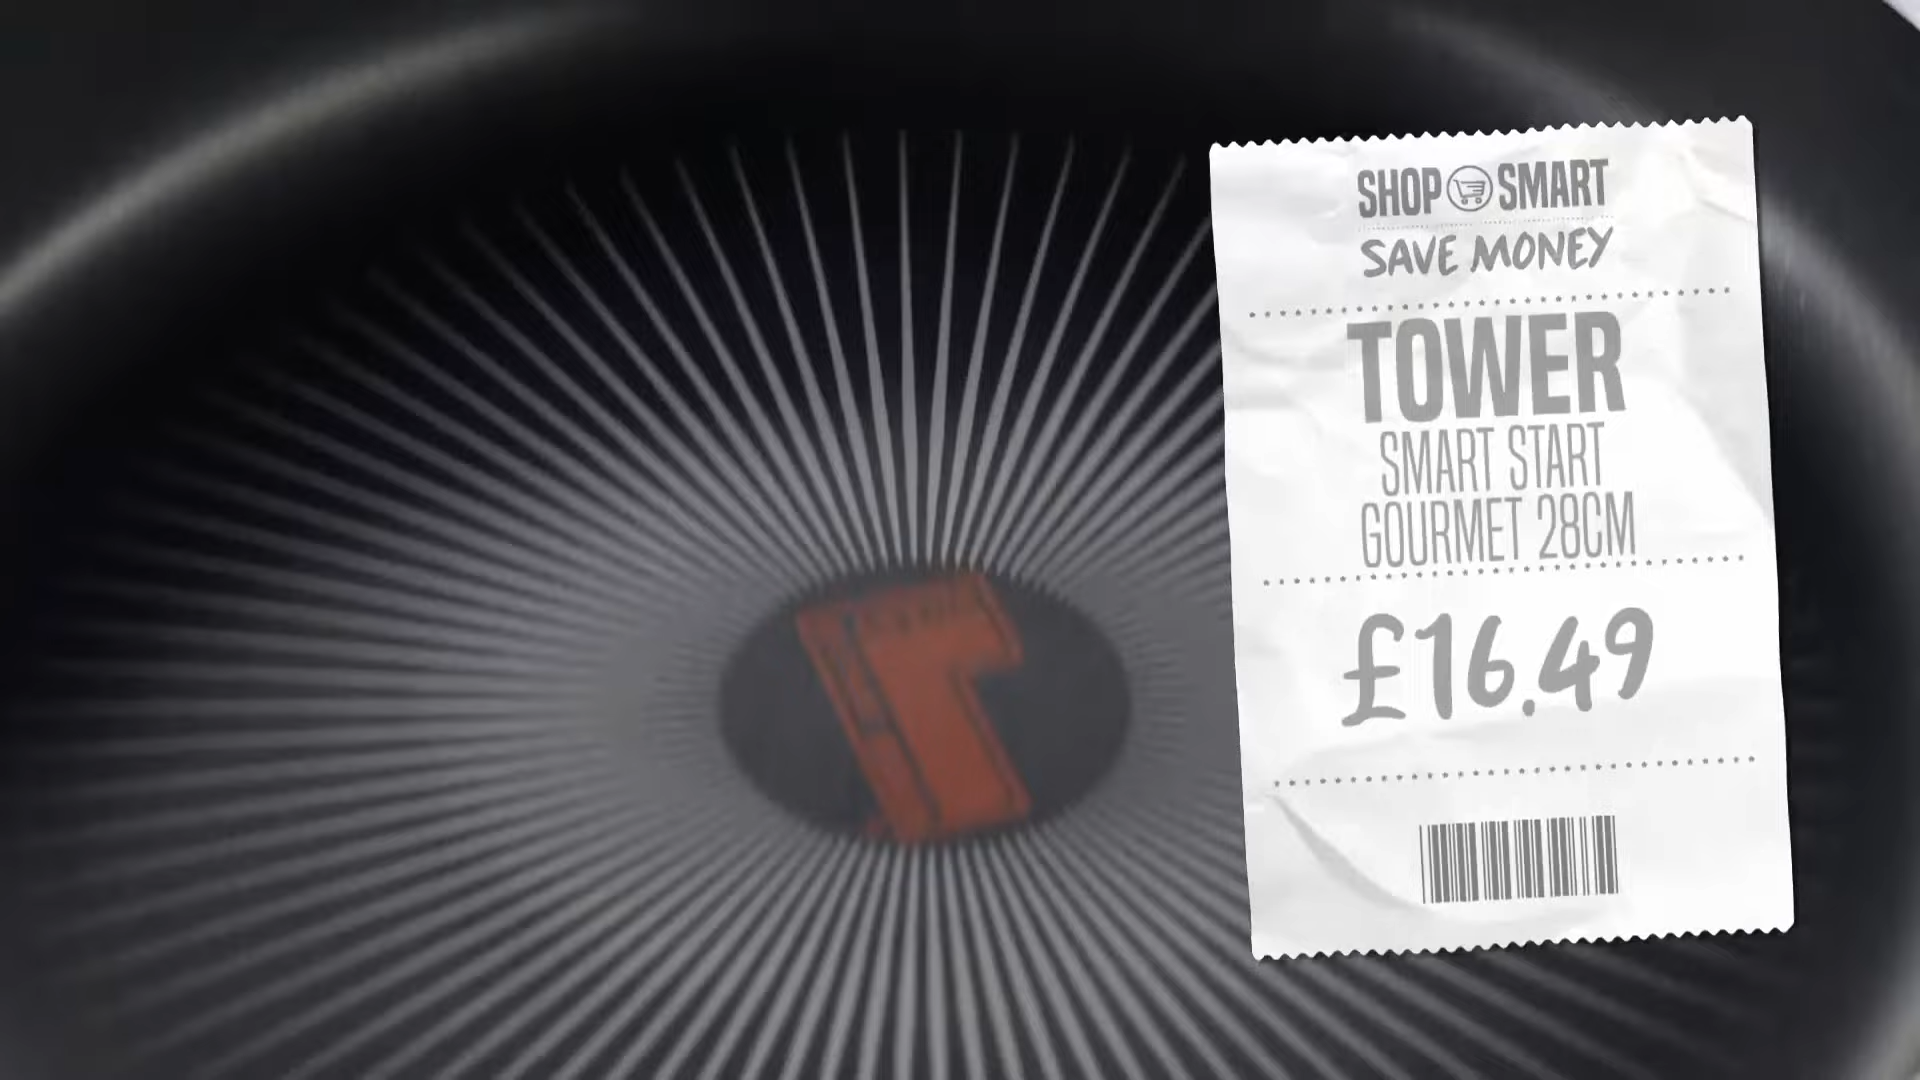 SHOP SMART
SAVE MONEY
TOWER
SMART START
GOURMET 28CM
£16.49